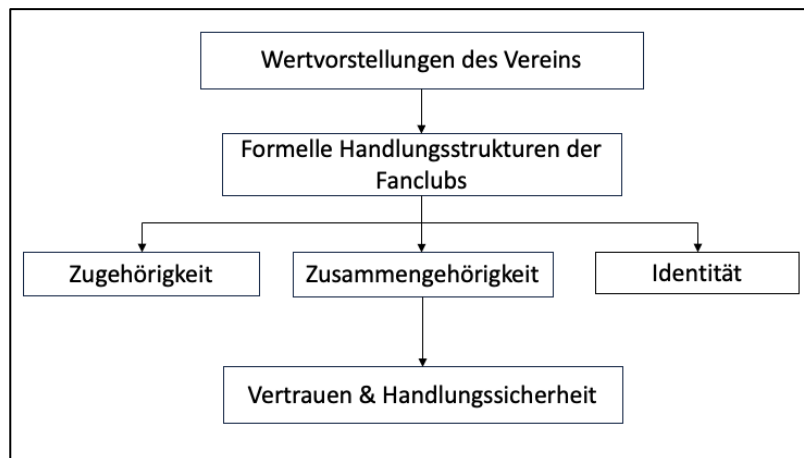 Wertvorstellungen des Vereins
Formelle Handlungsstrukturen der
Fanclubs
Zugehörigkeit
Zusammengehörigkeit
Identität
Vertrauen & Handlungssicherheit